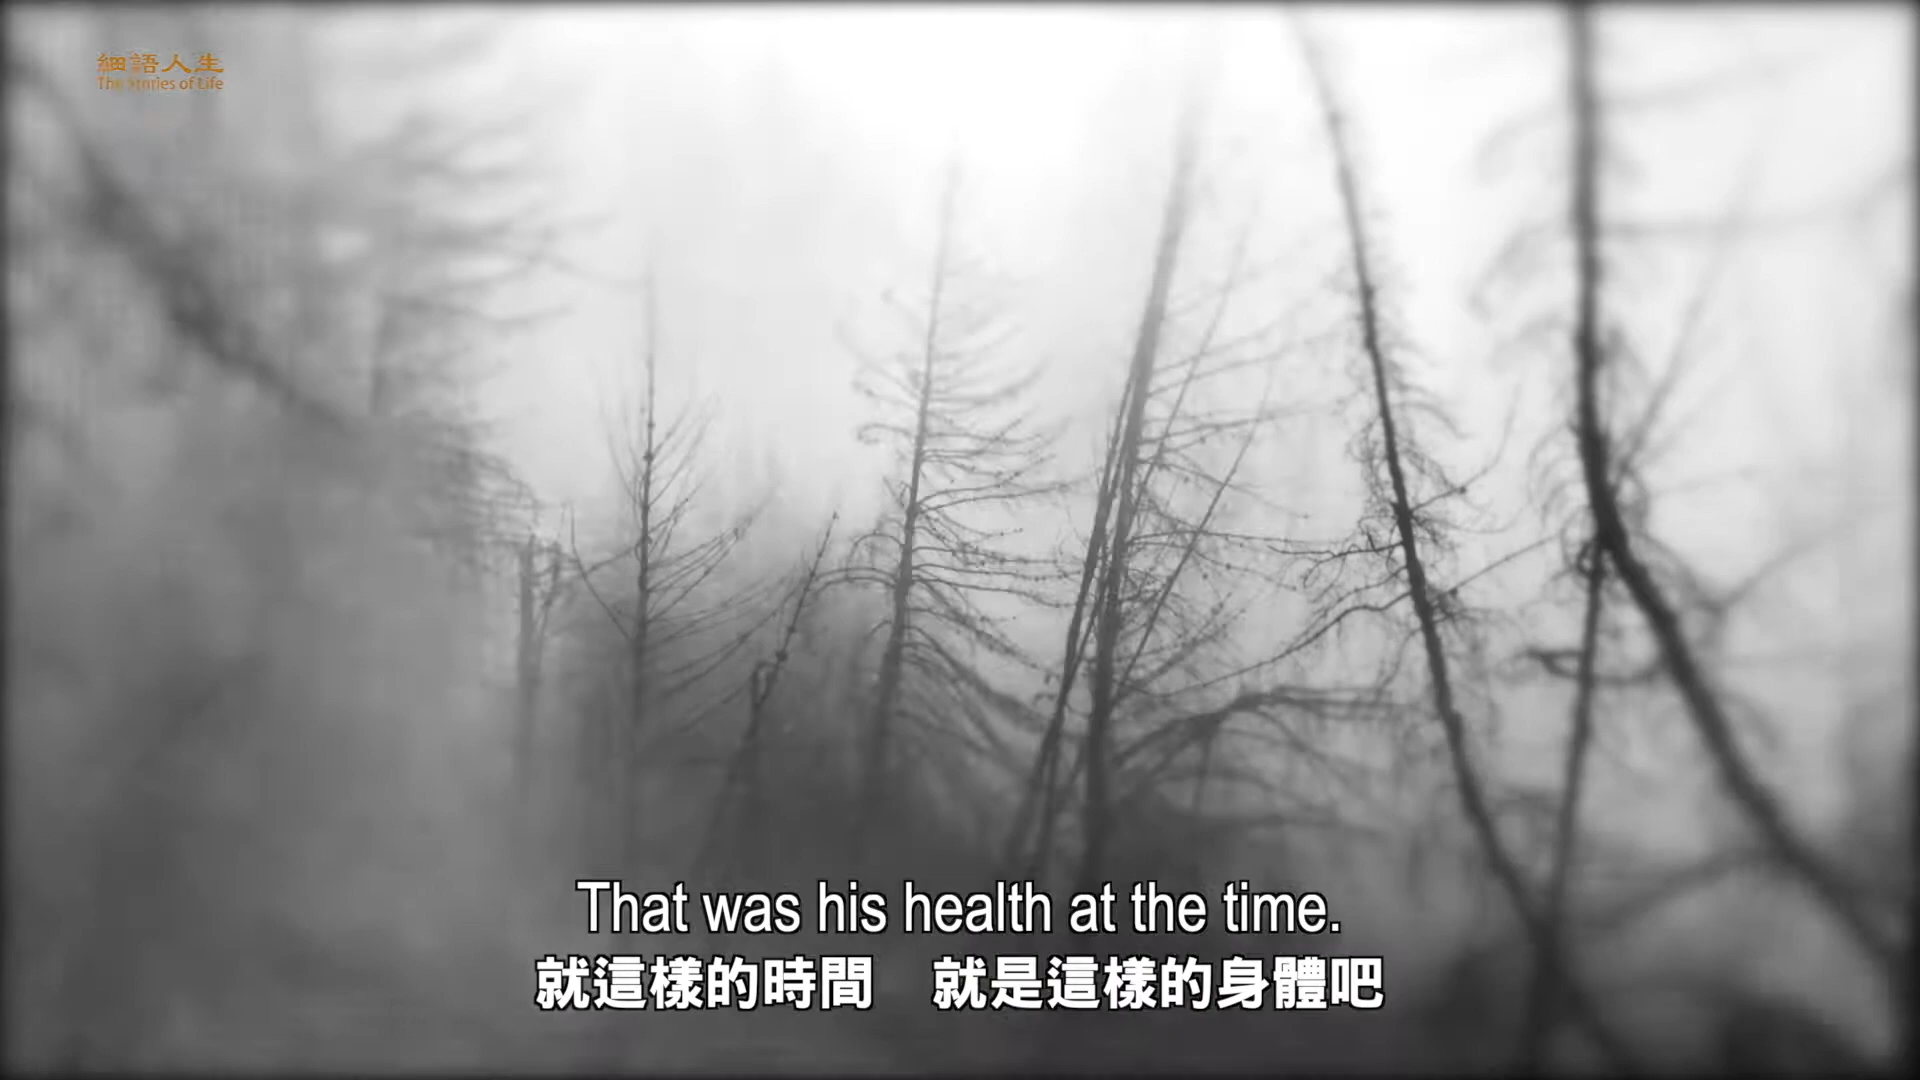 細語人生
The Stories of Life
That was his health at the time.
就這樣的時間　就是這樣的身體吧